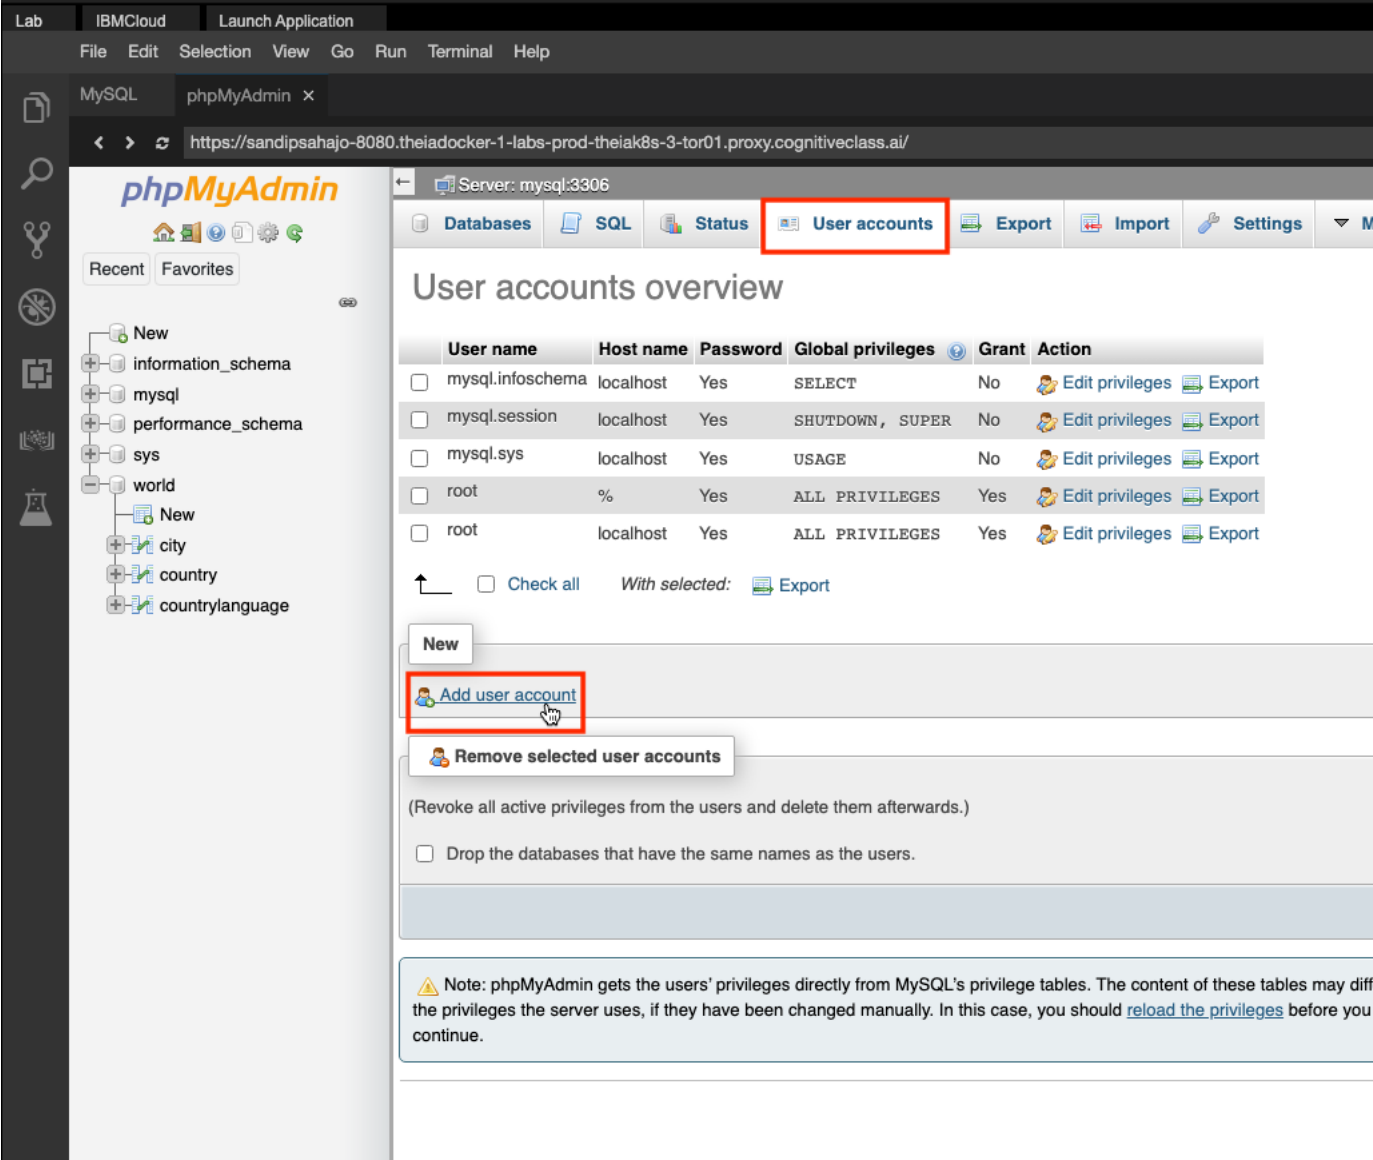 Lab IBMCloud Launch Application
File Edit Selection View Go Run Terminal Help
MySQL phpMyAdmin ×
https://sandipsahajo-8080.theiadocker-1-labs-prod-theiak8s-3-tor01.proxy.cognitiveclass.ai/
phpMyAdmin
Recent Favorites
New
information_schema
mysql
performance_schema
sys
world
New
city
country
countrylanguage
Server: mysql:3306
Databases SQL Status User accounts Export Import Settings M
User accounts overview
User name Host name Password Global privileges Grant Action
mysql.infoschema localhost Yes SELECT No Edit privileges Export
mysql.session localhost Yes SHUTDOWN, SUPER No Edit privileges Export
mysql.sys localhost Yes USAGE No Edit privileges Export
root % Yes ALL PRIVILEGES Yes Edit privileges Export
root localhost Yes ALL PRIVILEGES Yes Edit privileges Export
Check all With selected: Export
New
Add user account
Remove selected user accounts
(Revoke all active privileges from the users and delete them afterwards.)
Drop the databases that have the same names as the users.
Note: phpMyAdmin gets the users' privileges directly from MySQL's privilege tables. The content of these tables may diff
the privileges the server uses, if they have been changed manually. In this case, you should reload the privileges before you
continue.